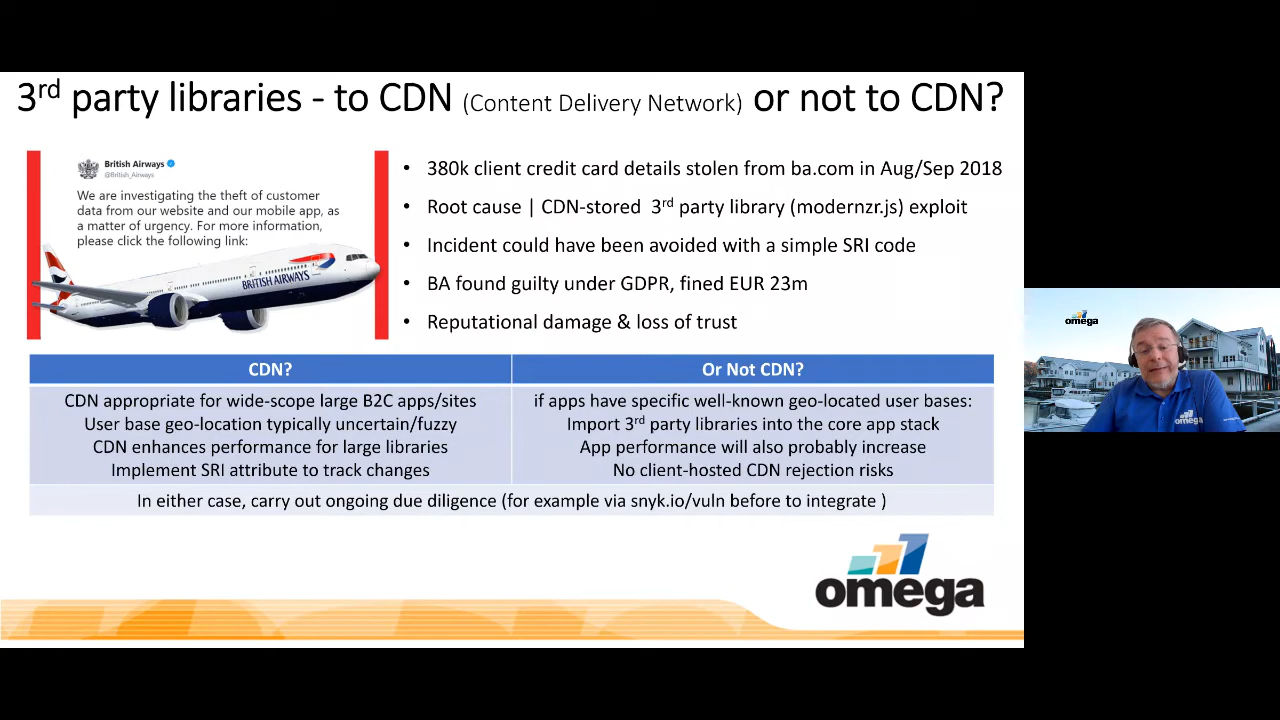 3rd party libraries - to CDN (Content Delivery Network) or not to CDN?
British Airways
@British_Airways
We are investigating the theft of customer
data from our website and our mobile app, as
a matter of urgency. For more information,
please click the following link:
BRITISH AIRWAYS
• 380k client credit card details stolen from ba.com in Aug/Sep 2018
• Root cause | CDN-stored 3rd party library (modernzr.js) exploit
• Incident could have been avoided with a simple SRI code
• BA found guilty under GDPR, fined EUR 23m
• Reputational damage & loss of trust
CDN?
CDN appropriate for wide-scope large B2C apps/sites
User base geo-location typically uncertain/fuzzy
CDN enhances performance for large libraries
Implement SRI attribute to track changes
Or Not CDN?
if apps have specific well-known geo-located user bases:
Import 3rd party libraries into the core app stack
App performance will also probably increase
No client-hosted CDN rejection risks
In either case, carry out ongoing due diligence (for example via snyk.io/vuln before to integrate )
omega
omega
omega